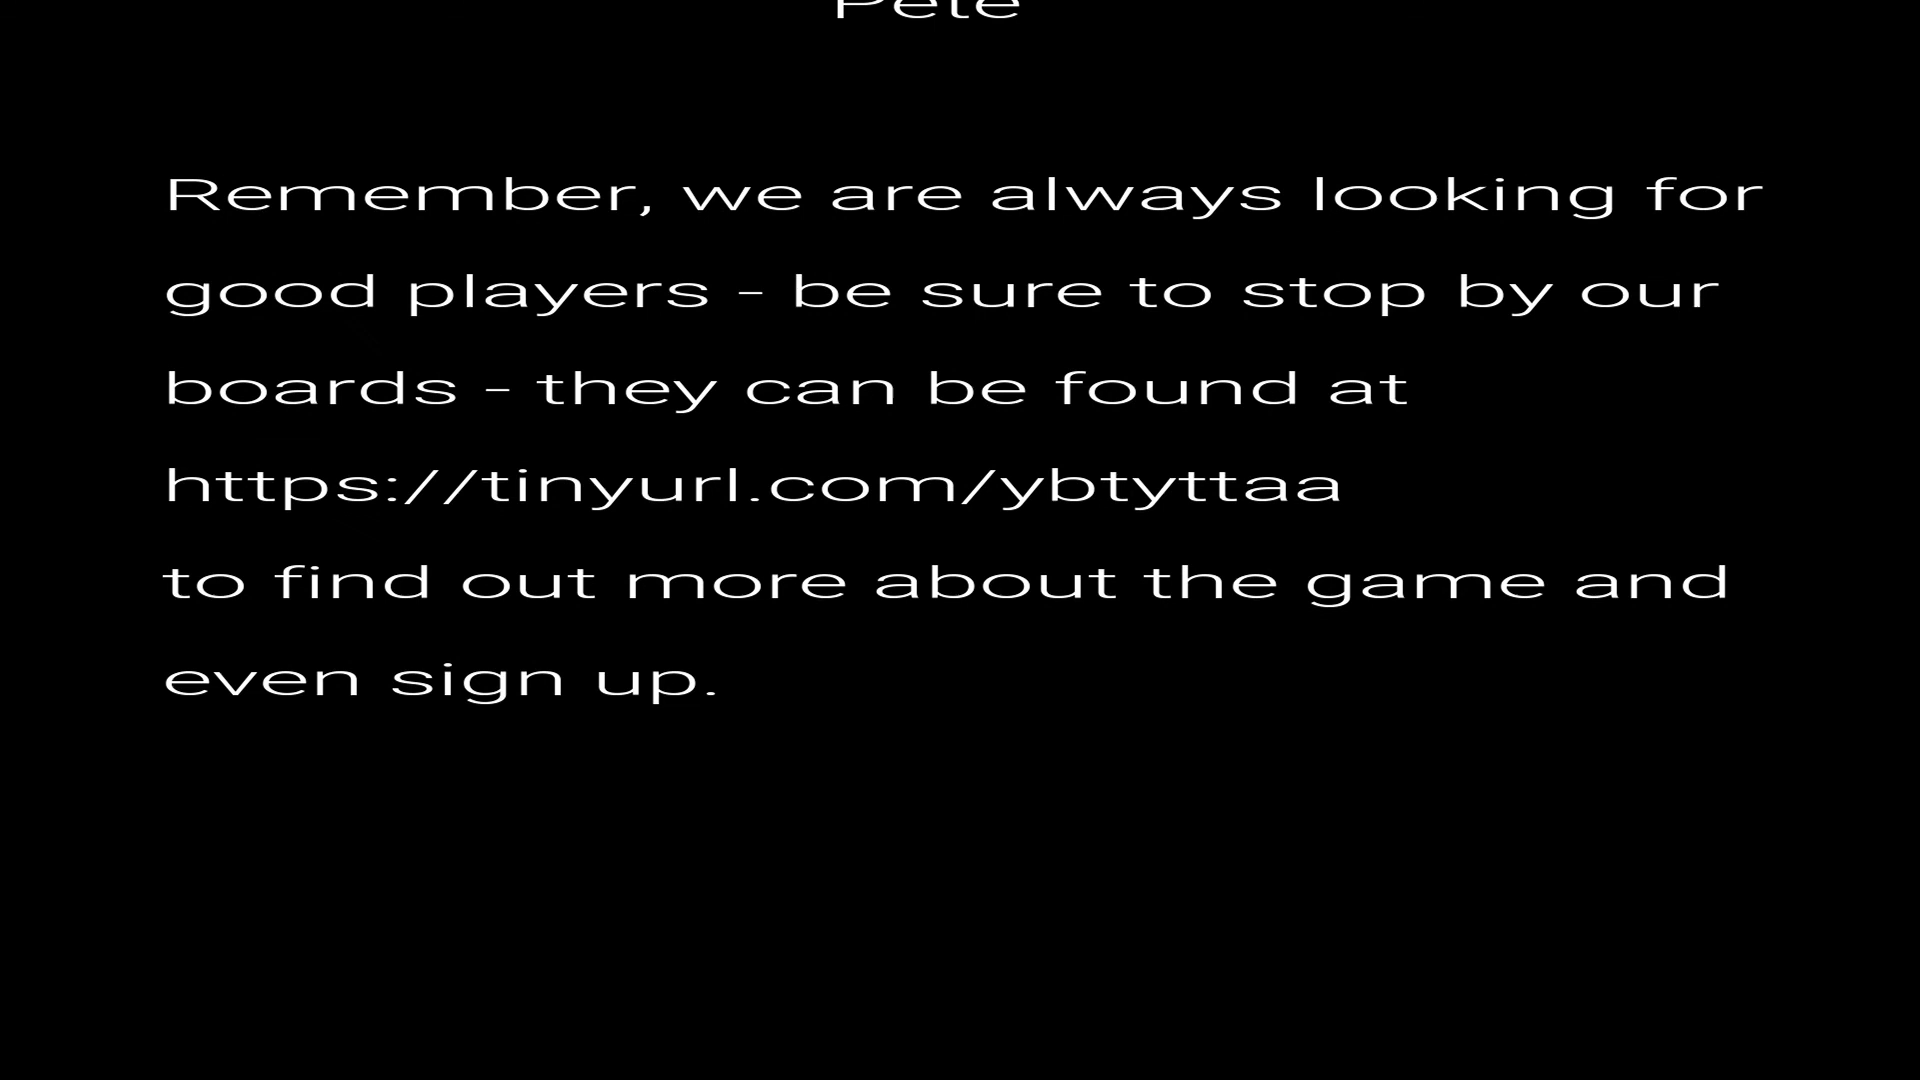 Pete
Remember, we are always looking for
good players - be sure to stop by our
boards - they can be found at
https://tinyurl.com/ybtyttaa
to find out more about the game and
even sign up.